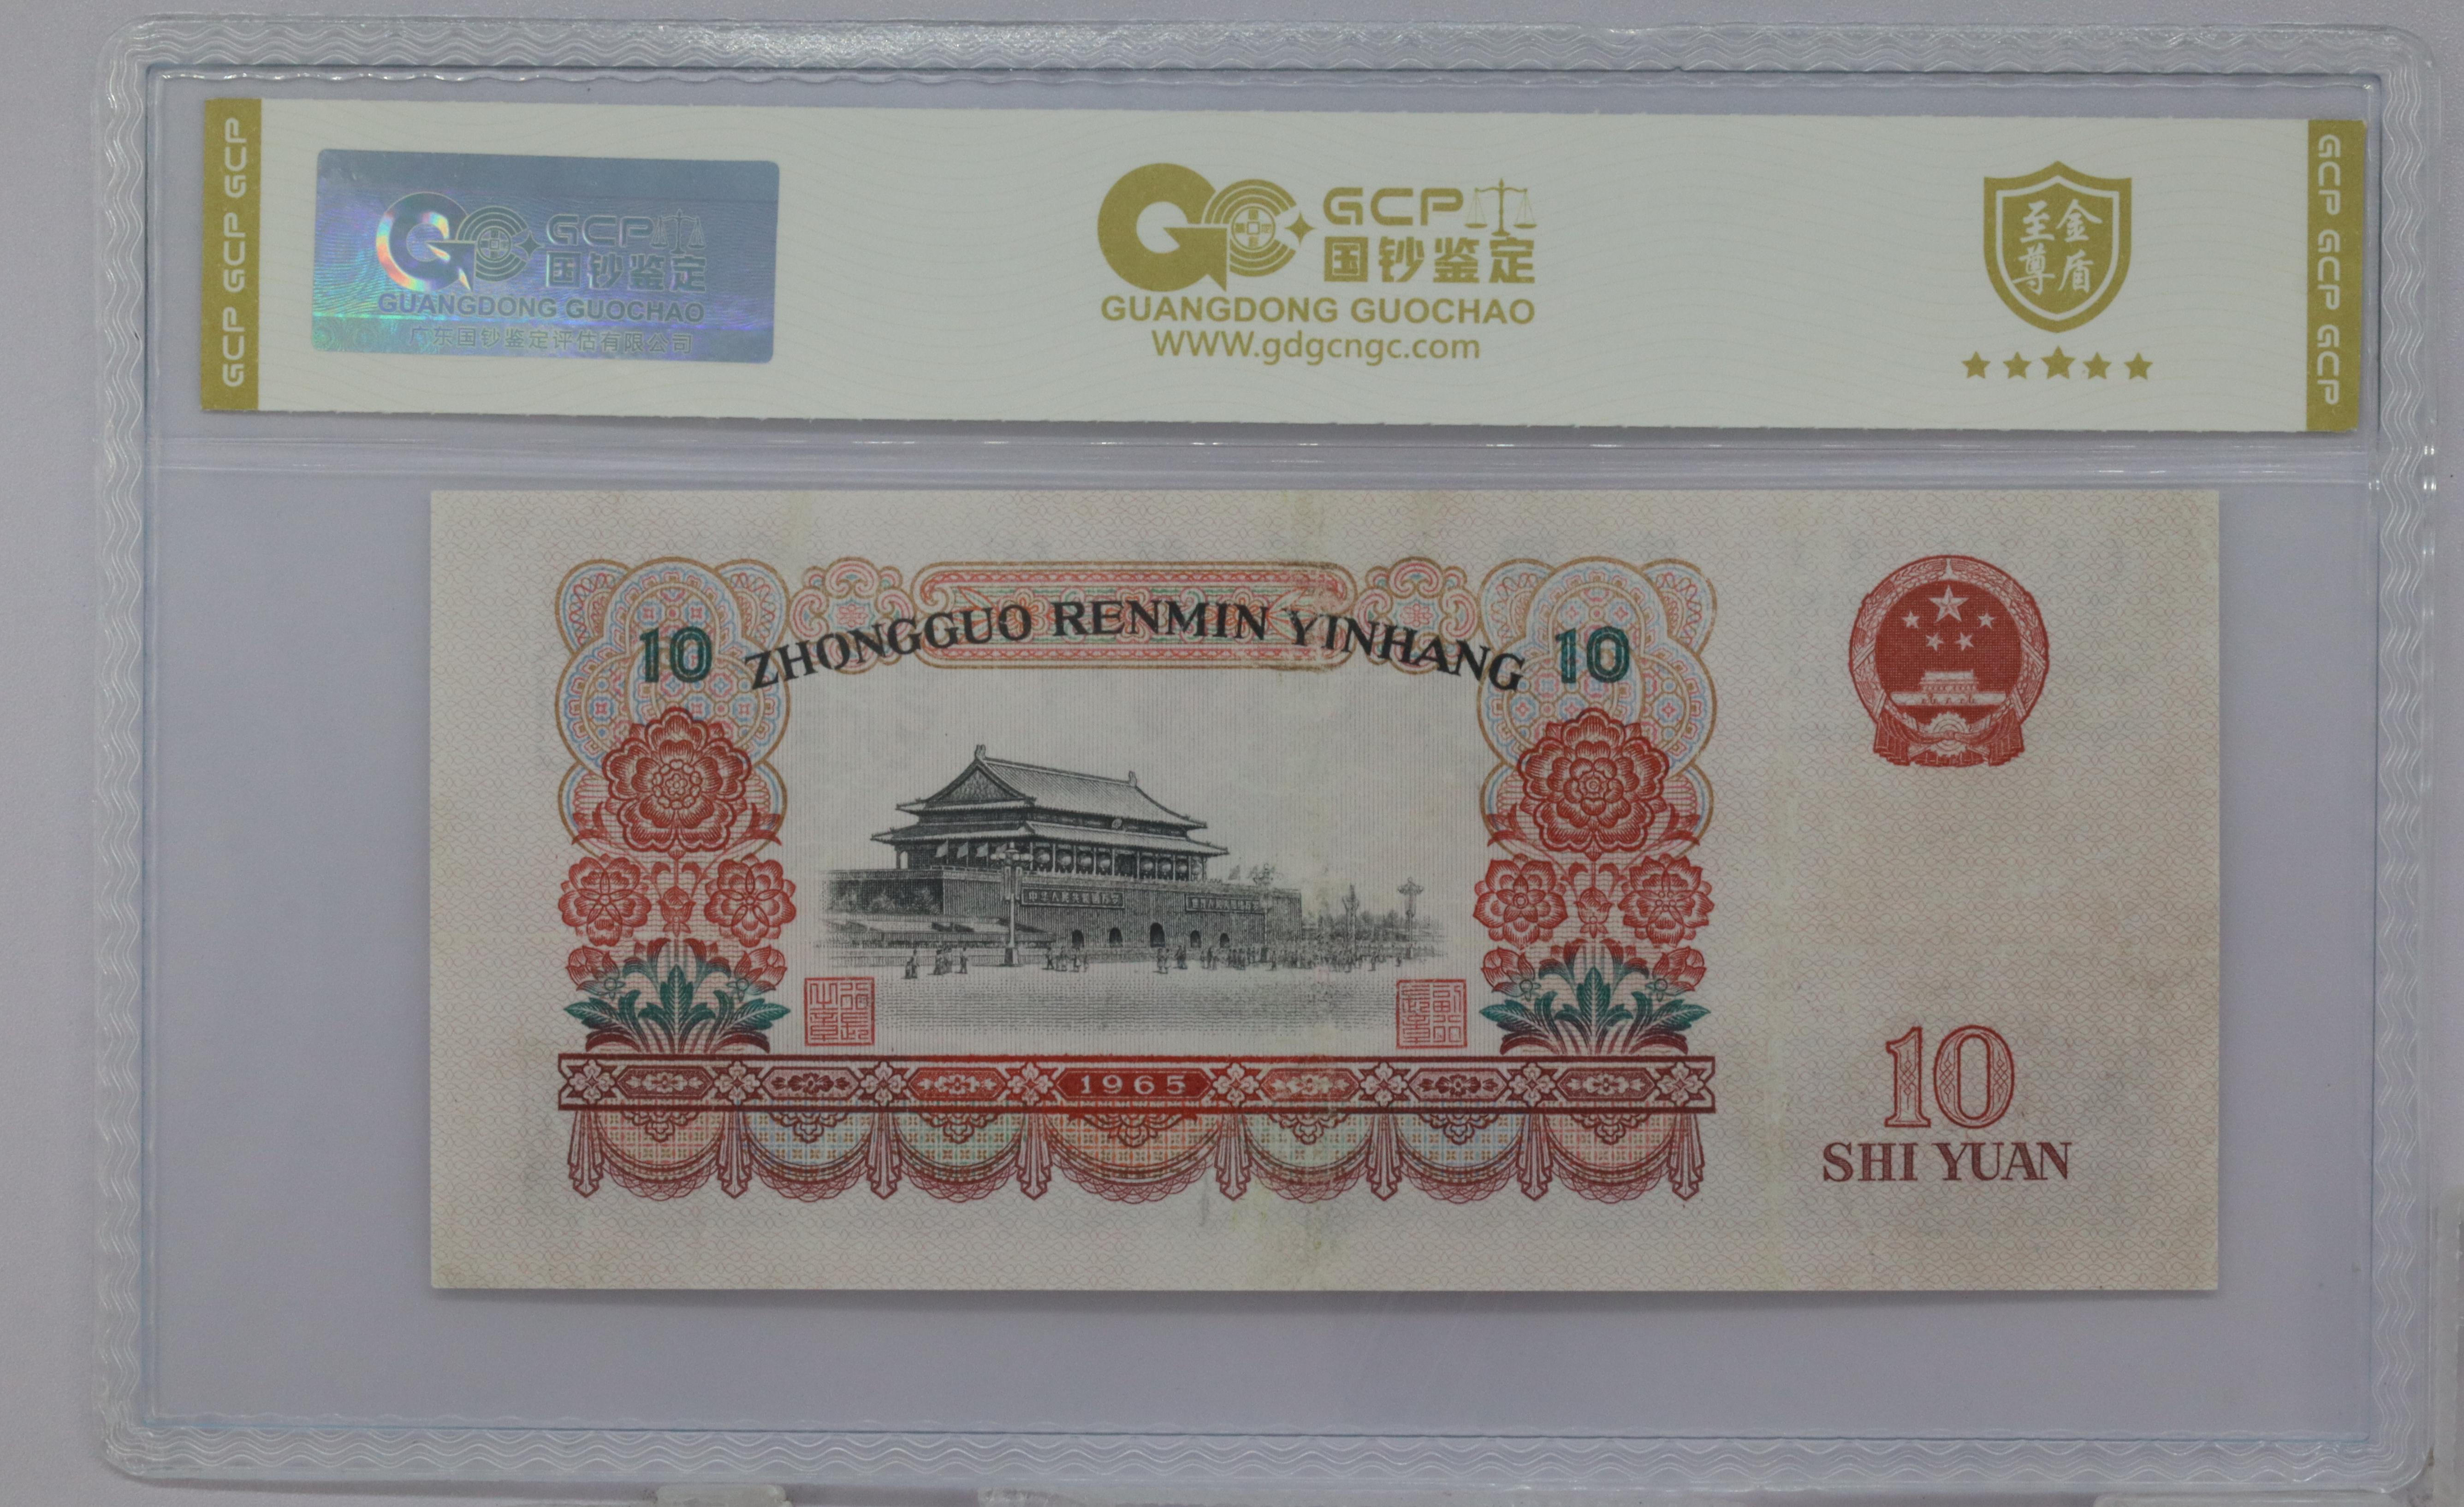 GCP GCP GCP
GCP
国钞鉴定
GUANGDONG GUOCHAO
广东国钞鉴定评估有限公司
GCP
国钞鉴定
GUANGDONG GUOCHAO
WWW.gdgcngc.com
至金
尊盾
GCP GCP GCP
10 ZHONGGUO RENMIN YINHANG 10
1965
10
SHI YUAN